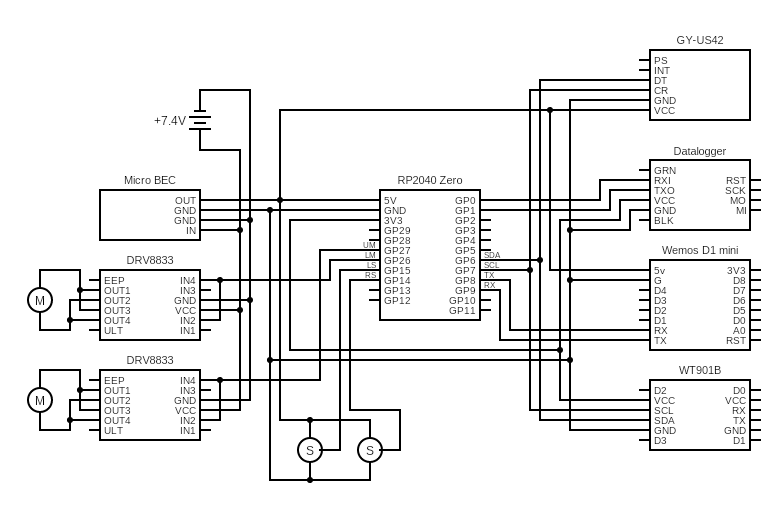 GY-US42
PS
INT
DT
CR
GND
VCC
+7.4V
Datalogger
GRN
RXI RST
TXO SCK
VCC MO
GND MI
BLK
Micro BEC
OUT
GND
GND
IN
RP2040 Zero
5V GP0
GND GP1
3V3 GP2
GP29 GP3
GP28 GP4
UM GP27 GP5
LM GP26 GP6 SDA
LS GP15 GP7 SCL
RS GP14 GP8 TX
GP13 GP9 RX
GP12 GP10
GP11
Wemos D1 mini
5v 3V3
G D8
D4 D7
D3 D6
D2 D5
D1 D0
RX A0
TX RST
DRV8833
EEP IN4
OUT1 IN3
M OUT2 GND
OUT3 VCC
OUT4 IN2
ULT IN1
DRV8833
EEP IN4
OUT1 IN3
M OUT2 GND
OUT3 VCC
OUT4 IN2
ULT IN1
WT901B
D2 D0
VCC VCC
SCL RX
SDA TX
GND GND
D3 D1
S S